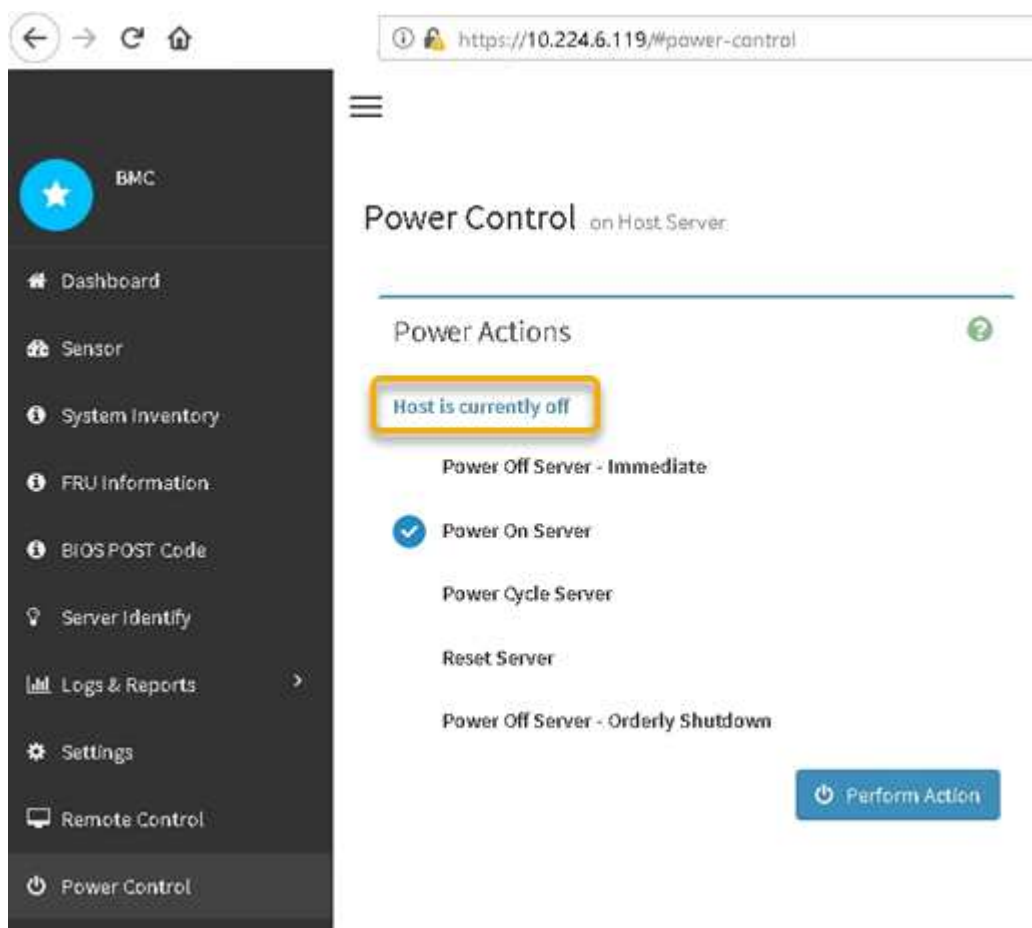 https://10.224.6.119/#power-control
BMC
Dashboard
Sensor
System Inventory
FRU Information
BIOS POST Code
Server Identify
Logs & Reports
Settings
Remote Control
Power Control
Power Control on Host Server
Power Actions
Host is currently off
Power Off Server - Immediate
Power On Server
Power Cycle Server
Reset Server
Power Off Server - Orderly Shutdown
Perform Action